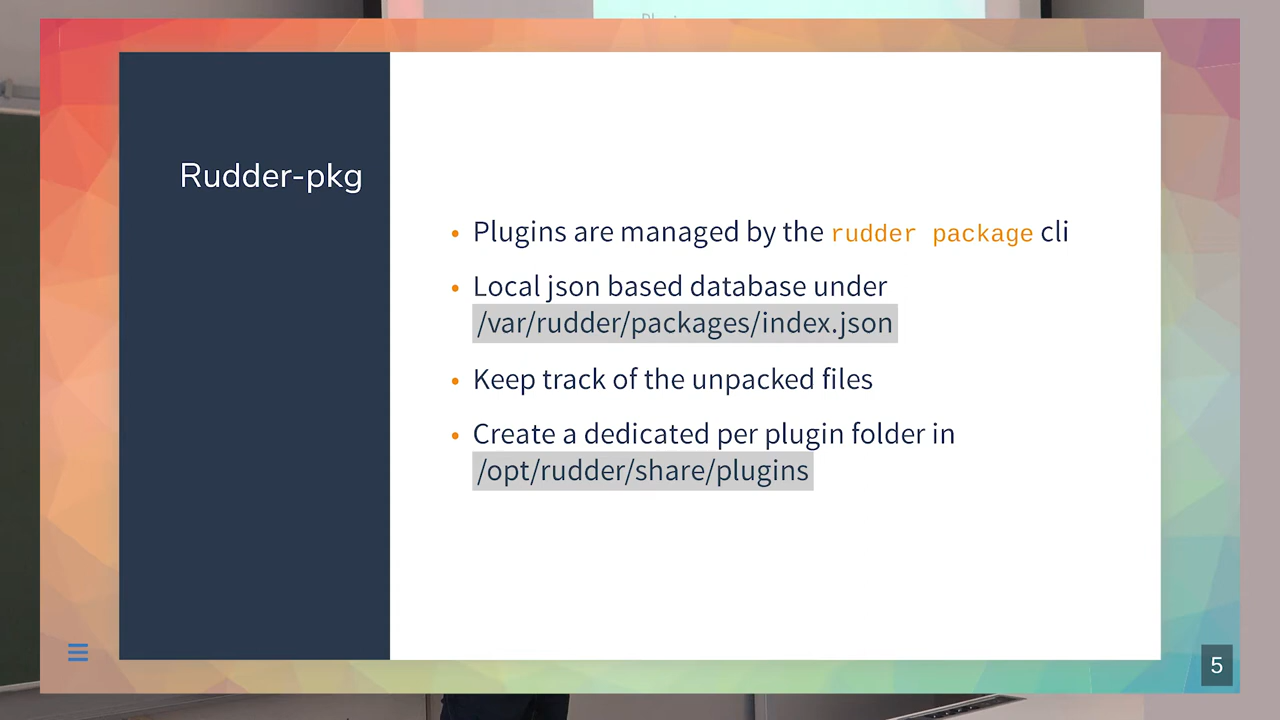 Rudder-pkg
• Plugins are managed by the rudder package cli
• Local json based database under
/var/rudder/packages/index.json
• Keep track of the unpacked files
• Create a dedicated per plugin folder in
/opt/rudder/share/plugins
5